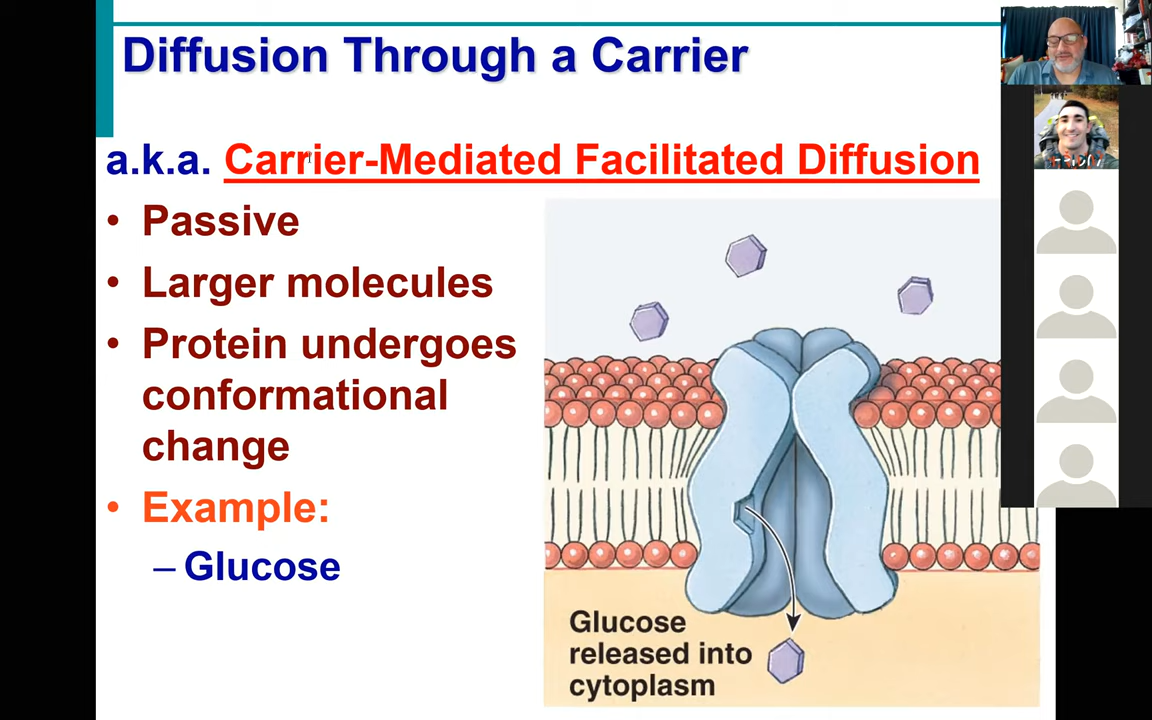 Diffusion Through a Carrier
a.k.a. Carrier-Mediated Facilitated Diffusion
• Passive
• Larger molecules
• Protein undergoes
conformational
change
• Example:
– Glucose
Glucose
released into
cytoplasm